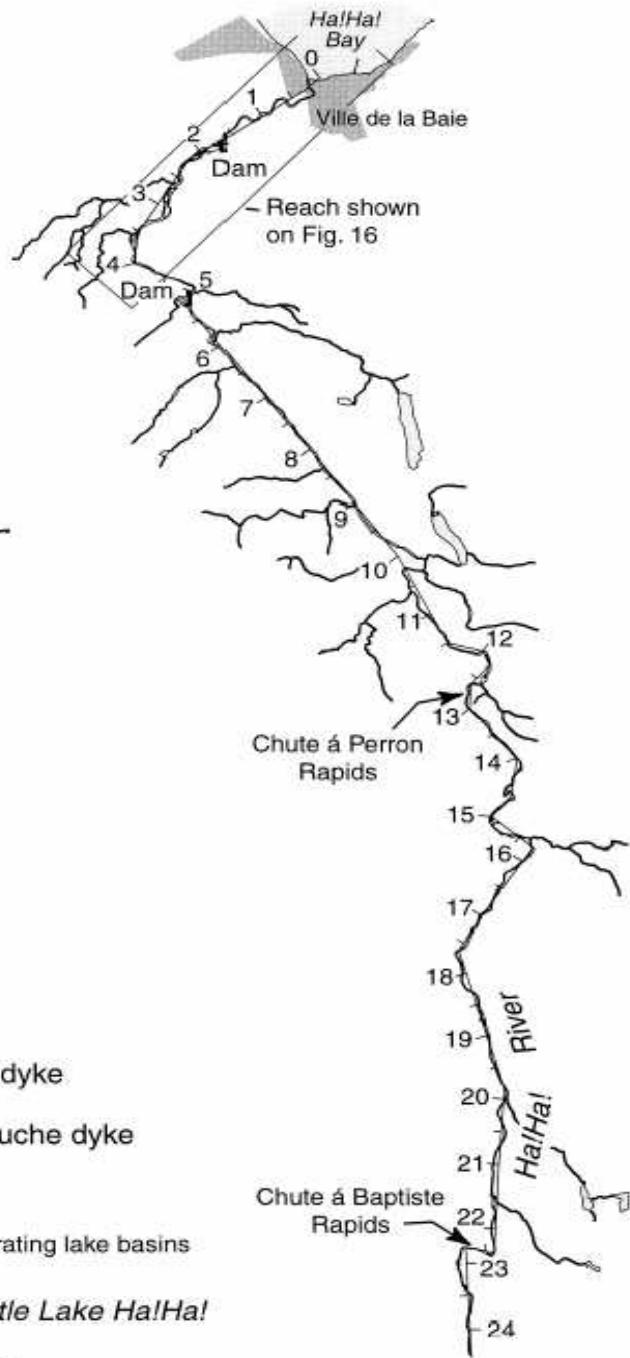 Ha!Ha!
Bay
0
1
Ville de la Baie
2
Dam
3
Reach shown
on Fig. 16
4
Dam
5
6
7
8
9
10
11
12
13
Chute á Perron
Rapids
14
15
16
17
18
River
19
20
Ha!Ha!
21
dyke
uche dyke
Chute á Baptiste
Rapids
22
rating lake basins
23
tle Lake Ha!Ha!
24